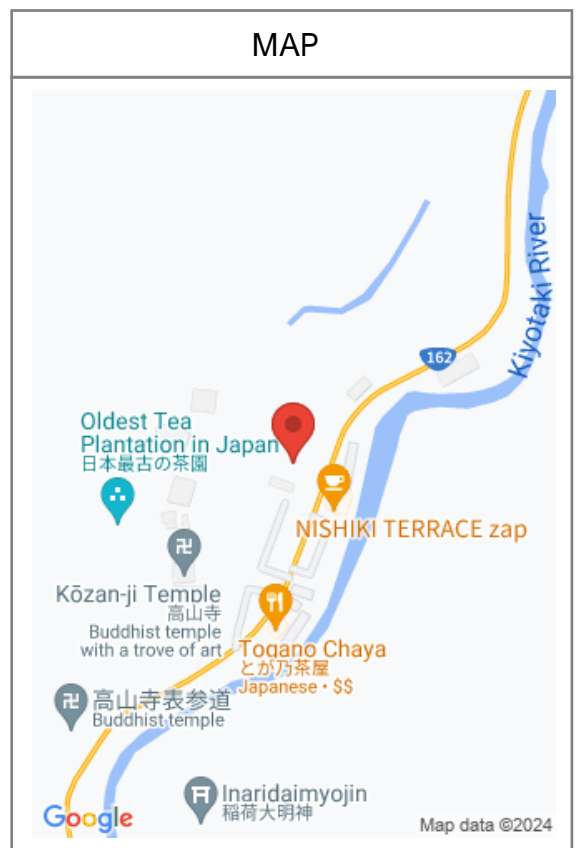 MAP
Kiyotaki River
162
Oldest Tea
Plantation in Japan
日本最古の茶園
NISHIKI TERRACE zap
Kōzan-ji Temple
高山寺
Buddhist temple
with a trove of art
Togano Chaya
とが乃茶屋
Japanese • $$
高山寺表参道
Buddhist temple
Inaridaimyojin
稲荷大明神
Google
Map data ©2024